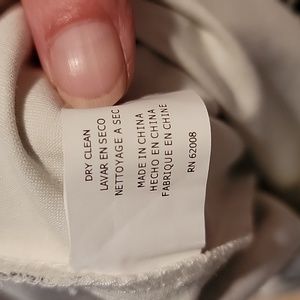 DRY CLEAN
LAVAR EN SECO
NETTOYAGE A SEC
MADE IN CHINA
HECHO EN CHINA
FABRIQUE EN CHINE
RN 62008